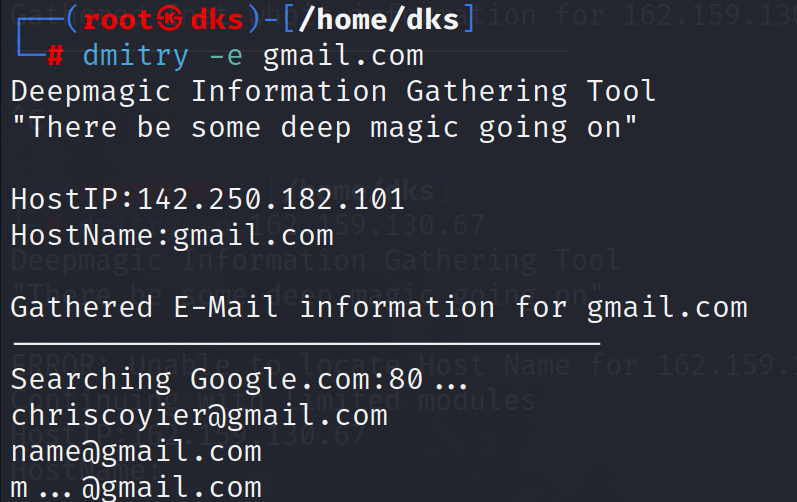 (root㉿dks)-[/home/dks]
# dmitry -e gmail.com
Deepmagic Information Gathering Tool
"There be some deep magic going on"
HostIP:142.250.182.101
HostName:gmail.com
Gathered E-Mail information for gmail.com
---------------------------------
Searching Google.com:80...
chriscoyier@gmail.com
name@gmail.com
m...@gmail.com